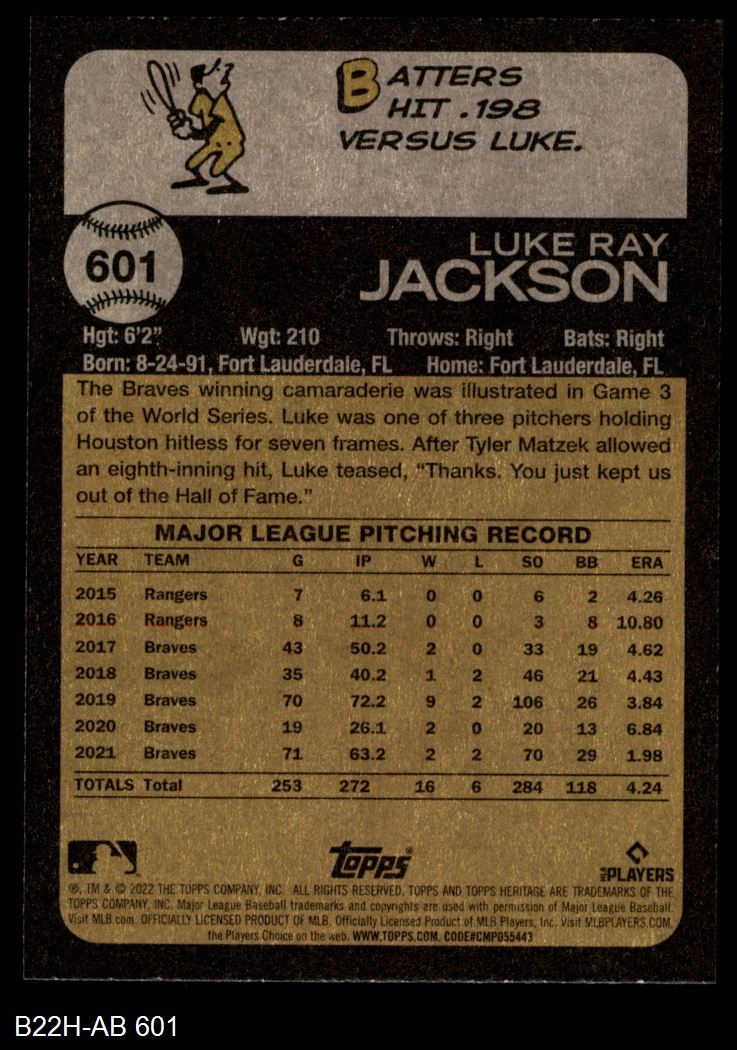 BATTERS
HIT .198
VERSUS LUKE.
601
LUKE RAY
JACKSON
Hgt: 6'2" Wgt: 210 Throws: Right Bats: Right
Born: 8-24-91, Fort Lauderdale, FL Home: Fort Lauderdale, FL
The Braves winning camaraderie was illustrated in Game 3
of the World Series. Luke was one of three pitchers holding
Houston hitless for seven frames. After Tyler Matzek allowed
an eighth-inning hit, Luke teased, "Thanks. You just kept us
out of the Hall of Fame."
MAJOR LEAGUE PITCHING RECORD
YEAR TEAM G IP W L SO BB ERA
2015 Rangers 7 6.1 0 0 6 2 4.26
2016 Rangers 8 11.2 0 0 3 8 10.80
2017 Braves 43 50.2 2 0 33 19 4.62
2018 Braves 35 40.2 1 2 46 21 4.43
2019 Braves 70 72.2 9 2 106 26 3.84
2020 Braves 19 26.1 2 0 20 13 6.84
2021 Braves 71 63.2 2 2 70 29 1.98
TOTALS Total 253 272 16 6 284 118 4.24
Topps® MLB PLAYERS
®, TM & © 2022 THE TOPPS COMPANY, INC. ALL RIGHTS RESERVED. TOPPS AND TOPPS HERITAGE ARE TRADEMARKS OF THE
TOPPS COMPANY, INC. Major League Baseball trademarks and copyrights are used with permission of Major League Baseball.
Visit MLB.com. OFFICIALLY LICENSED PRODUCT OF MLB. Officially Licensed Product of MLB Players, Inc. Visit MLBPLAYERS.COM,
the Players Choice on the web. WWW.TOPPS.COM. CODE#CMP055443
B22H-AB 601